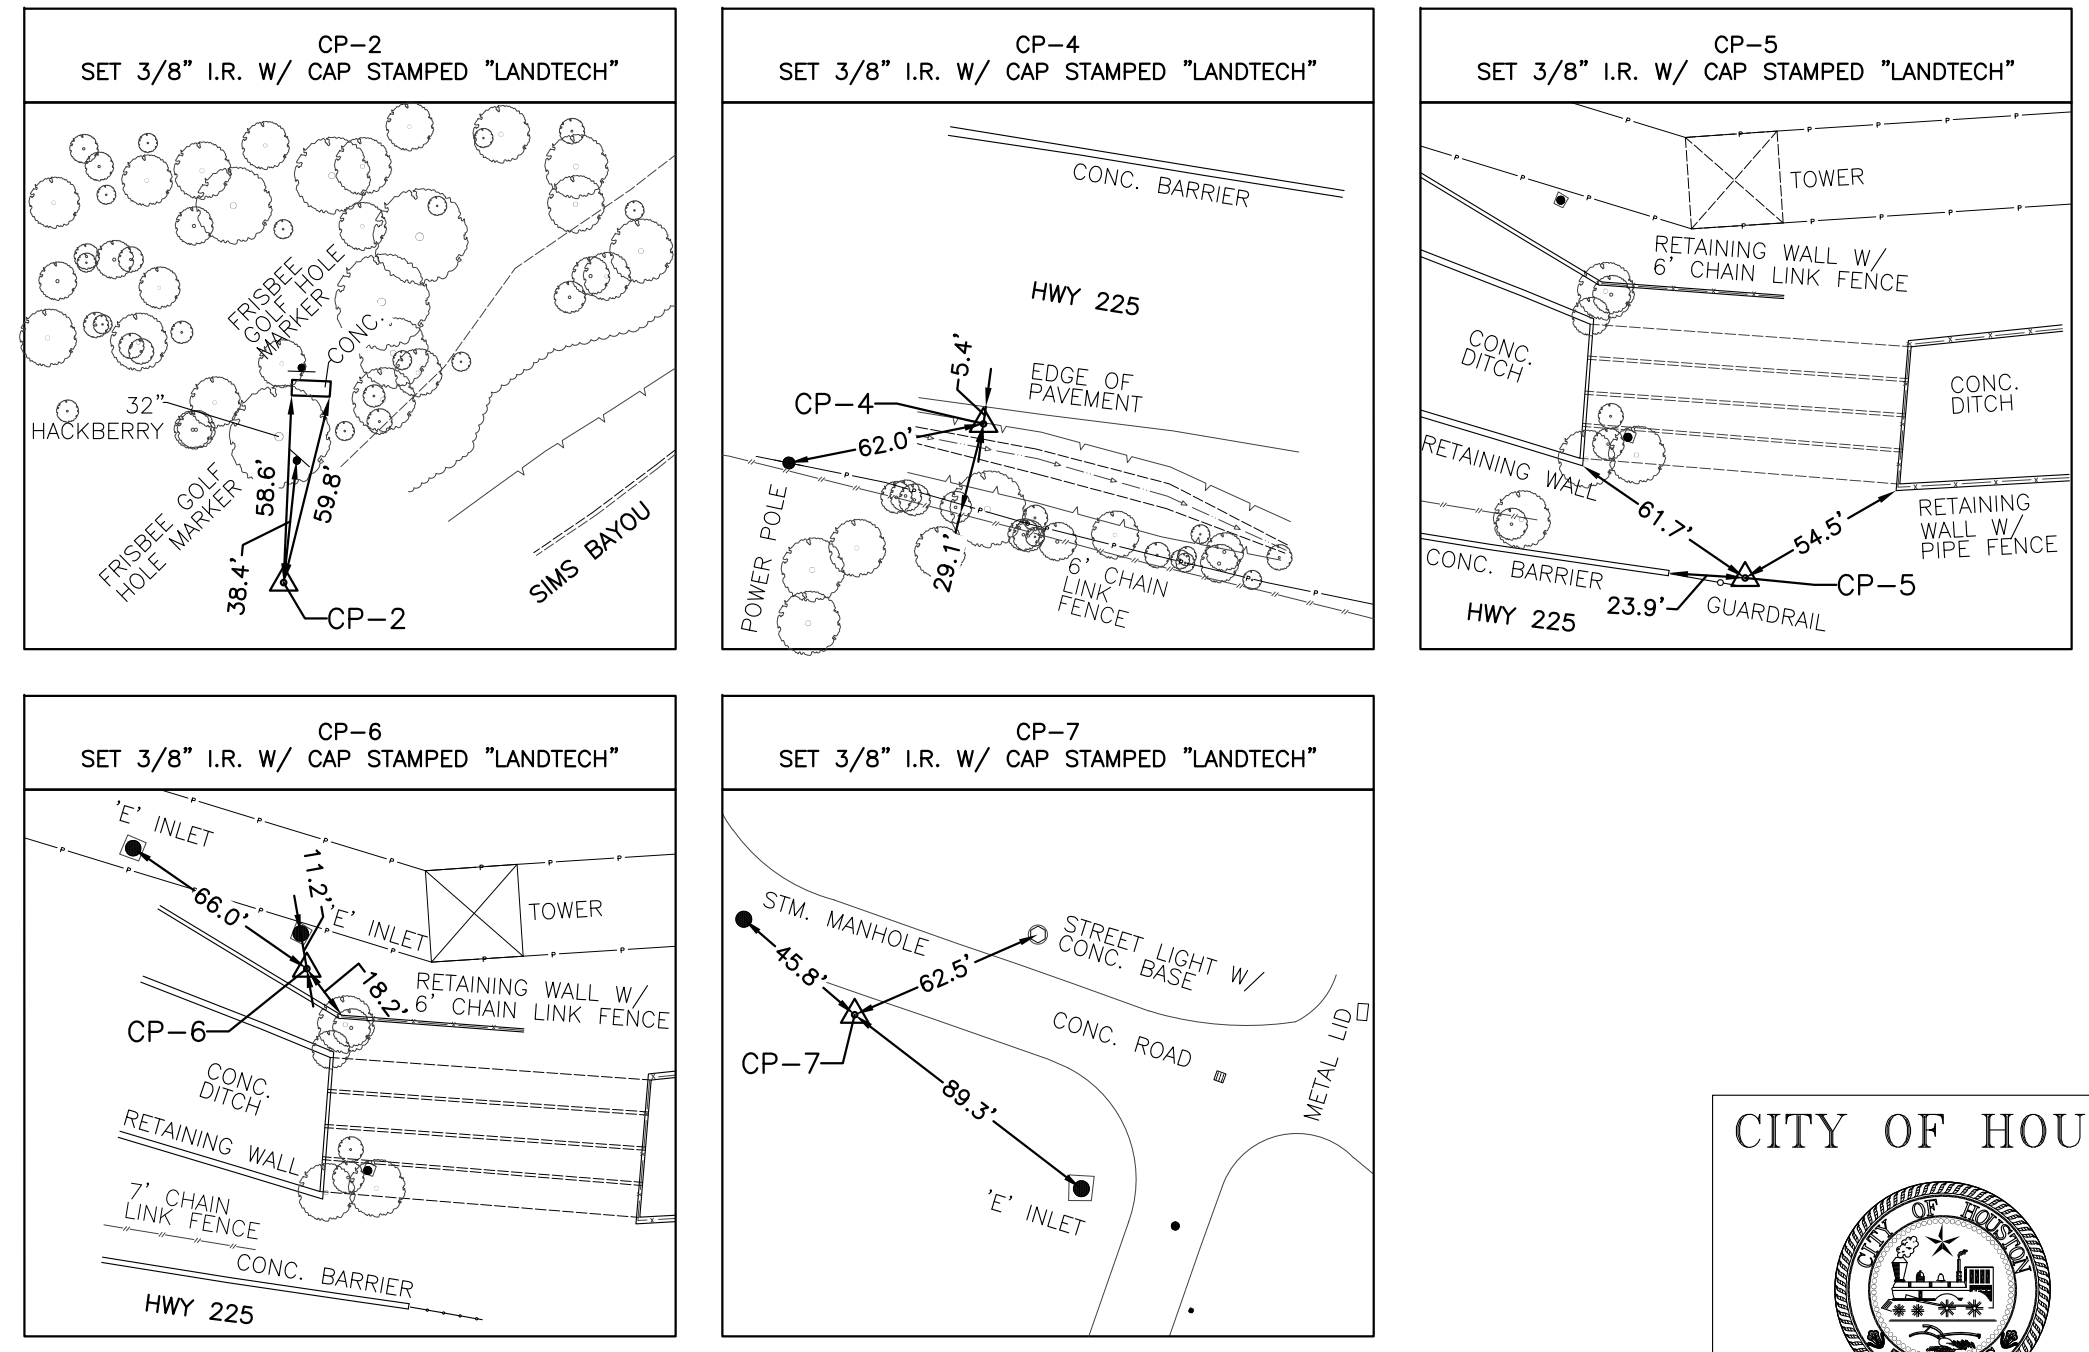 CP-2
SET 3/8" I.R. W/ CAP STAMPED "LANDTECH"
FRISBEE
GOLF HOLE
MARKER
CONC.
32"
HACKBERRY
FRISBEE GOLF
HOLE MARKER
58.6'
59.8'
38.4'
SIMS BAYOU
CP-2
CP-4
SET 3/8" I.R. W/ CAP STAMPED "LANDTECH"
CONC. BARRIER
HWY 225
5.4'
EDGE OF
PAVEMENT
CP-4
62.0'
POWER POLE
29.1'
6' CHAIN
LINK
FENCE
CP-5
SET 3/8" I.R. W/ CAP STAMPED "LANDTECH"
TOWER
RETAINING WALL W/
6' CHAIN LINK FENCE
CONC.
DITCH
CONC.
DITCH
RETAINING WALL
61.7'
54.5'
RETAINING
WALL W/
PIPE FENCE
CONC. BARRIER
HWY 225
23.9'
GUARDRAIL
CP-5
CP-6
SET 3/8" I.R. W/ CAP STAMPED "LANDTECH"
'E' INLET
11.2'
66.0'
'E' INLET
TOWER
18.2'
RETAINING WALL W/
6' CHAIN LINK FENCE
CP-6
CONC.
DITCH
RETAINING WALL
7' CHAIN
LINK FENCE
CONC. BARRIER
HWY 225
CP-7
SET 3/8" I.R. W/ CAP STAMPED "LANDTECH"
STM. MANHOLE
45.8'
62.5'
STREET LIGHT W/
CONC. BASE
CP-7
CONC. ROAD
METAL LID
89.3'
'E' INLET
CITY OF HOU
CITY OF HOUSTON